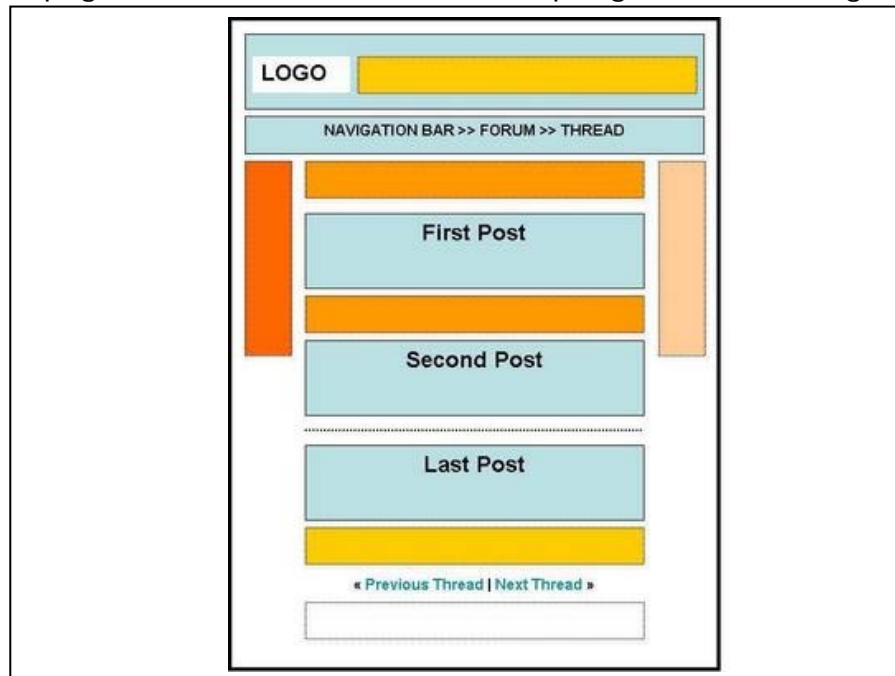 LOGO
NAVIGATION BAR >> FORUM >> THREAD
First Post
Second Post
Last Post
« Previous Thread | Next Thread »